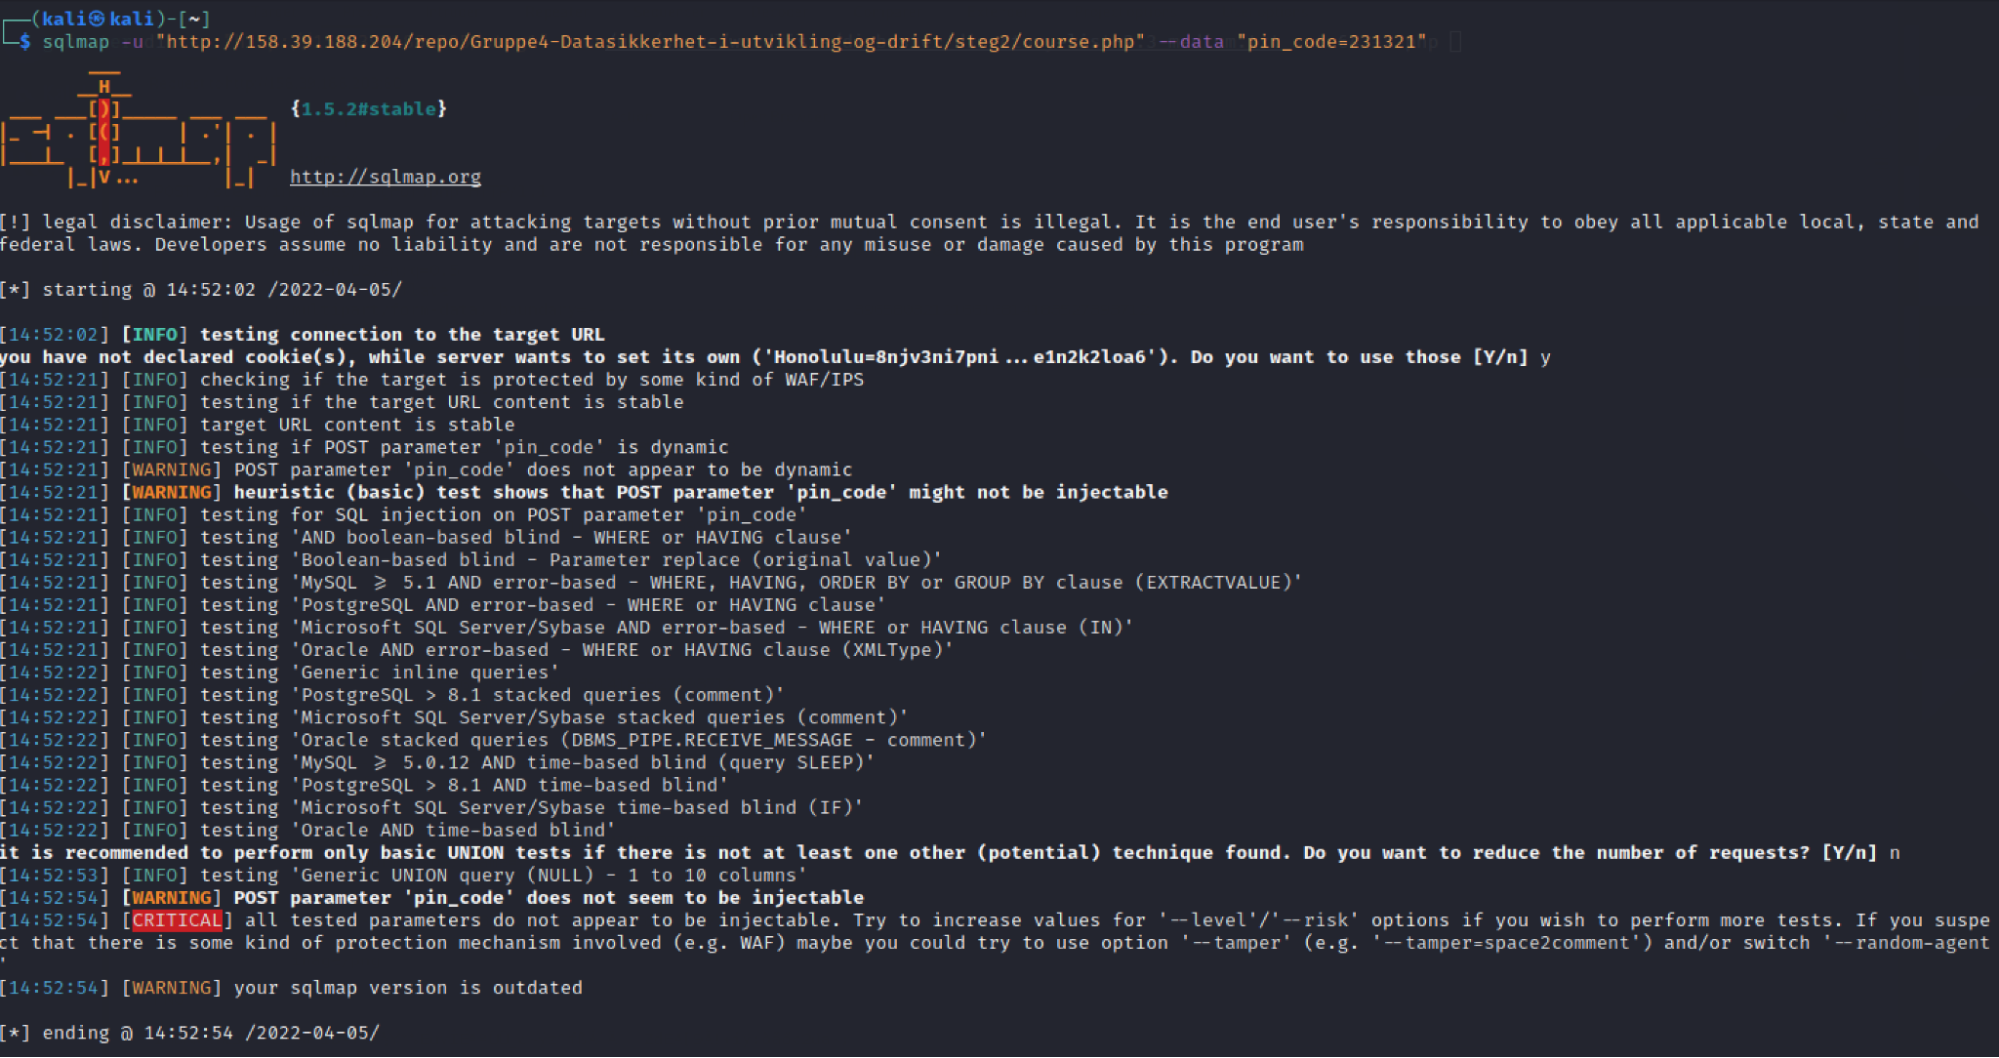 ┌──(kali㉿kali)-[~]
└─$ sqlmap -u "http://158.39.188.204/repo/Gruppe4-Datasikkerhet-i-utvikling-og-drift/steg2/course.php" --data "pin_code=231321"
        ___
       __H__
 ___ ___[)]_____ ___ ___  {1.5.2#stable}
|_ -| . [(]     | .'| . |
|___|_  [,]_|_|_|__,|  _|
      |_|V...       |_|   http://sqlmap.org
[!] legal disclaimer: Usage of sqlmap for attacking targets without prior mutual consent is illegal. It is the end user's responsibility to obey all applicable local, state and
federal laws. Developers assume no liability and are not responsible for any misuse or damage caused by this program
[*] starting @ 14:52:02 /2022-04-05/
[14:52:02] [INFO] testing connection to the target URL
you have not declared cookie(s), while server wants to set its own ('Honolulu=8njv3ni7pni...e1n2k2loa6'). Do you want to use those [Y/n] y
[14:52:21] [INFO] checking if the target is protected by some kind of WAF/IPS
[14:52:21] [INFO] testing if the target URL content is stable
[14:52:21] [INFO] target URL content is stable
[14:52:21] [INFO] testing if POST parameter 'pin_code' is dynamic
[14:52:21] [WARNING] POST parameter 'pin_code' does not appear to be dynamic
[14:52:21] [WARNING] heuristic (basic) test shows that POST parameter 'pin_code' might not be injectable
[14:52:21] [INFO] testing for SQL injection on POST parameter 'pin_code'
[14:52:21] [INFO] testing 'AND boolean-based blind - WHERE or HAVING clause'
[14:52:21] [INFO] testing 'Boolean-based blind - Parameter replace (original value)'
[14:52:21] [INFO] testing 'MySQL >= 5.1 AND error-based - WHERE, HAVING, ORDER BY or GROUP BY clause (EXTRACTVALUE)'
[14:52:21] [INFO] testing 'PostgreSQL AND error-based - WHERE or HAVING clause'
[14:52:21] [INFO] testing 'Microsoft SQL Server/Sybase AND error-based - WHERE or HAVING clause (IN)'
[14:52:21] [INFO] testing 'Oracle AND error-based - WHERE or HAVING clause (XMLType)'
[14:52:22] [INFO] testing 'Generic inline queries'
[14:52:22] [INFO] testing 'PostgreSQL > 8.1 stacked queries (comment)'
[14:52:22] [INFO] testing 'Microsoft SQL Server/Sybase stacked queries (comment)'
[14:52:22] [INFO] testing 'Oracle stacked queries (DBMS_PIPE.RECEIVE_MESSAGE - comment)'
[14:52:22] [INFO] testing 'MySQL >= 5.0.12 AND time-based blind (query SLEEP)'
[14:52:22] [INFO] testing 'PostgreSQL > 8.1 AND time-based blind'
[14:52:22] [INFO] testing 'Microsoft SQL Server/Sybase time-based blind (IF)'
[14:52:22] [INFO] testing 'Oracle AND time-based blind'
it is recommended to perform only basic UNION tests if there is not at least one other (potential) technique found. Do you want to reduce the number of requests? [Y/n] n
[14:52:53] [INFO] testing 'Generic UNION query (NULL) - 1 to 10 columns'
[14:52:54] [WARNING] POST parameter 'pin_code' does not seem to be injectable
[14:52:54] [CRITICAL] all tested parameters do not appear to be injectable. Try to increase values for '--level'/'--risk' options if you wish to perform more tests. If you suspe
ct that there is some kind of protection mechanism involved (e.g. WAF) maybe you could try to use option '--tamper' (e.g. '--tamper=space2comment') and/or switch '--random-agent
'
[14:52:54] [WARNING] your sqlmap version is outdated
[*] ending @ 14:52:54 /2022-04-05/